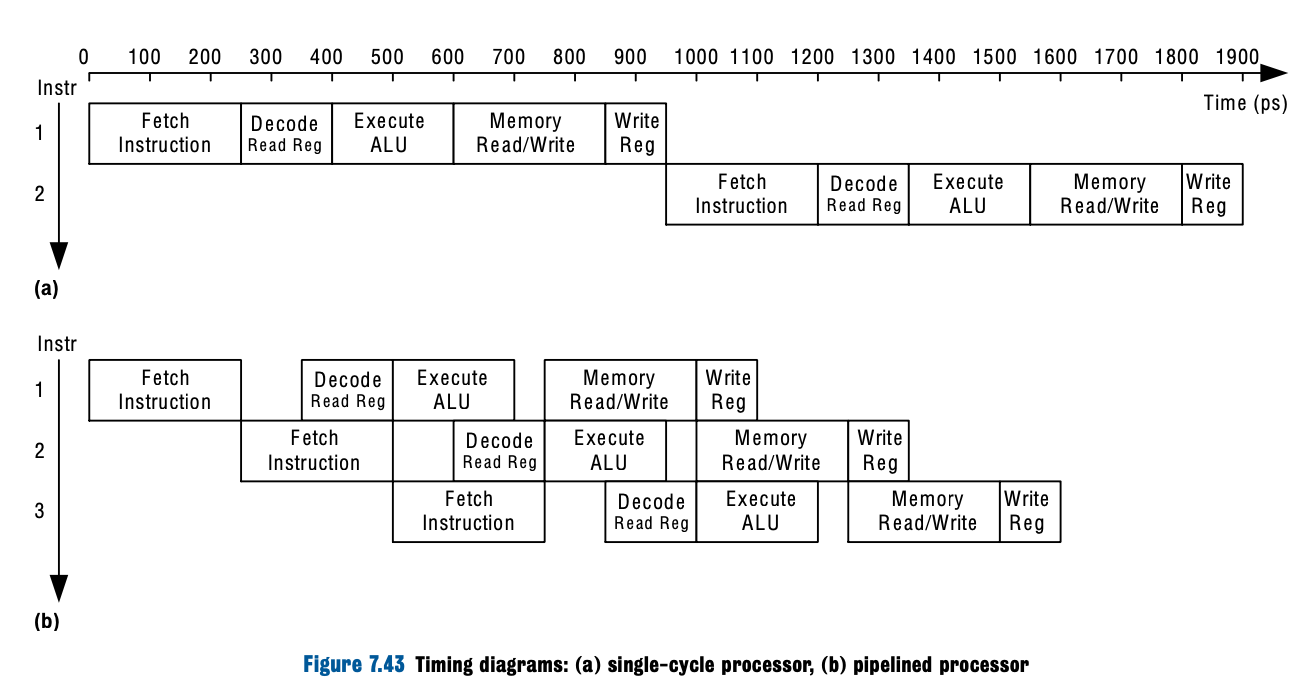 0 100 200 300 400 500 600 700 800 900 1000 1100 1200 1300 1400 1500 1600 1700 1800 1900
Time (ps)
Instr
1
Fetch Instruction
Decode Read Reg
Execute ALU
Memory Read/Write
Write Reg
2
Fetch Instruction
Decode Read Reg
Execute ALU
Memory Read/Write
Write Reg
(a)
Instr
1
Fetch Instruction
Decode Read Reg
Execute ALU
Memory Read/Write
Write Reg
2
Fetch Instruction
Decode Read Reg
Execute ALU
Memory Read/Write
Write Reg
3
Fetch Instruction
Decode Read Reg
Execute ALU
Memory Read/Write
Write Reg
(b)
Figure 7.43 Timing diagrams: (a) single-cycle processor, (b) pipelined processor